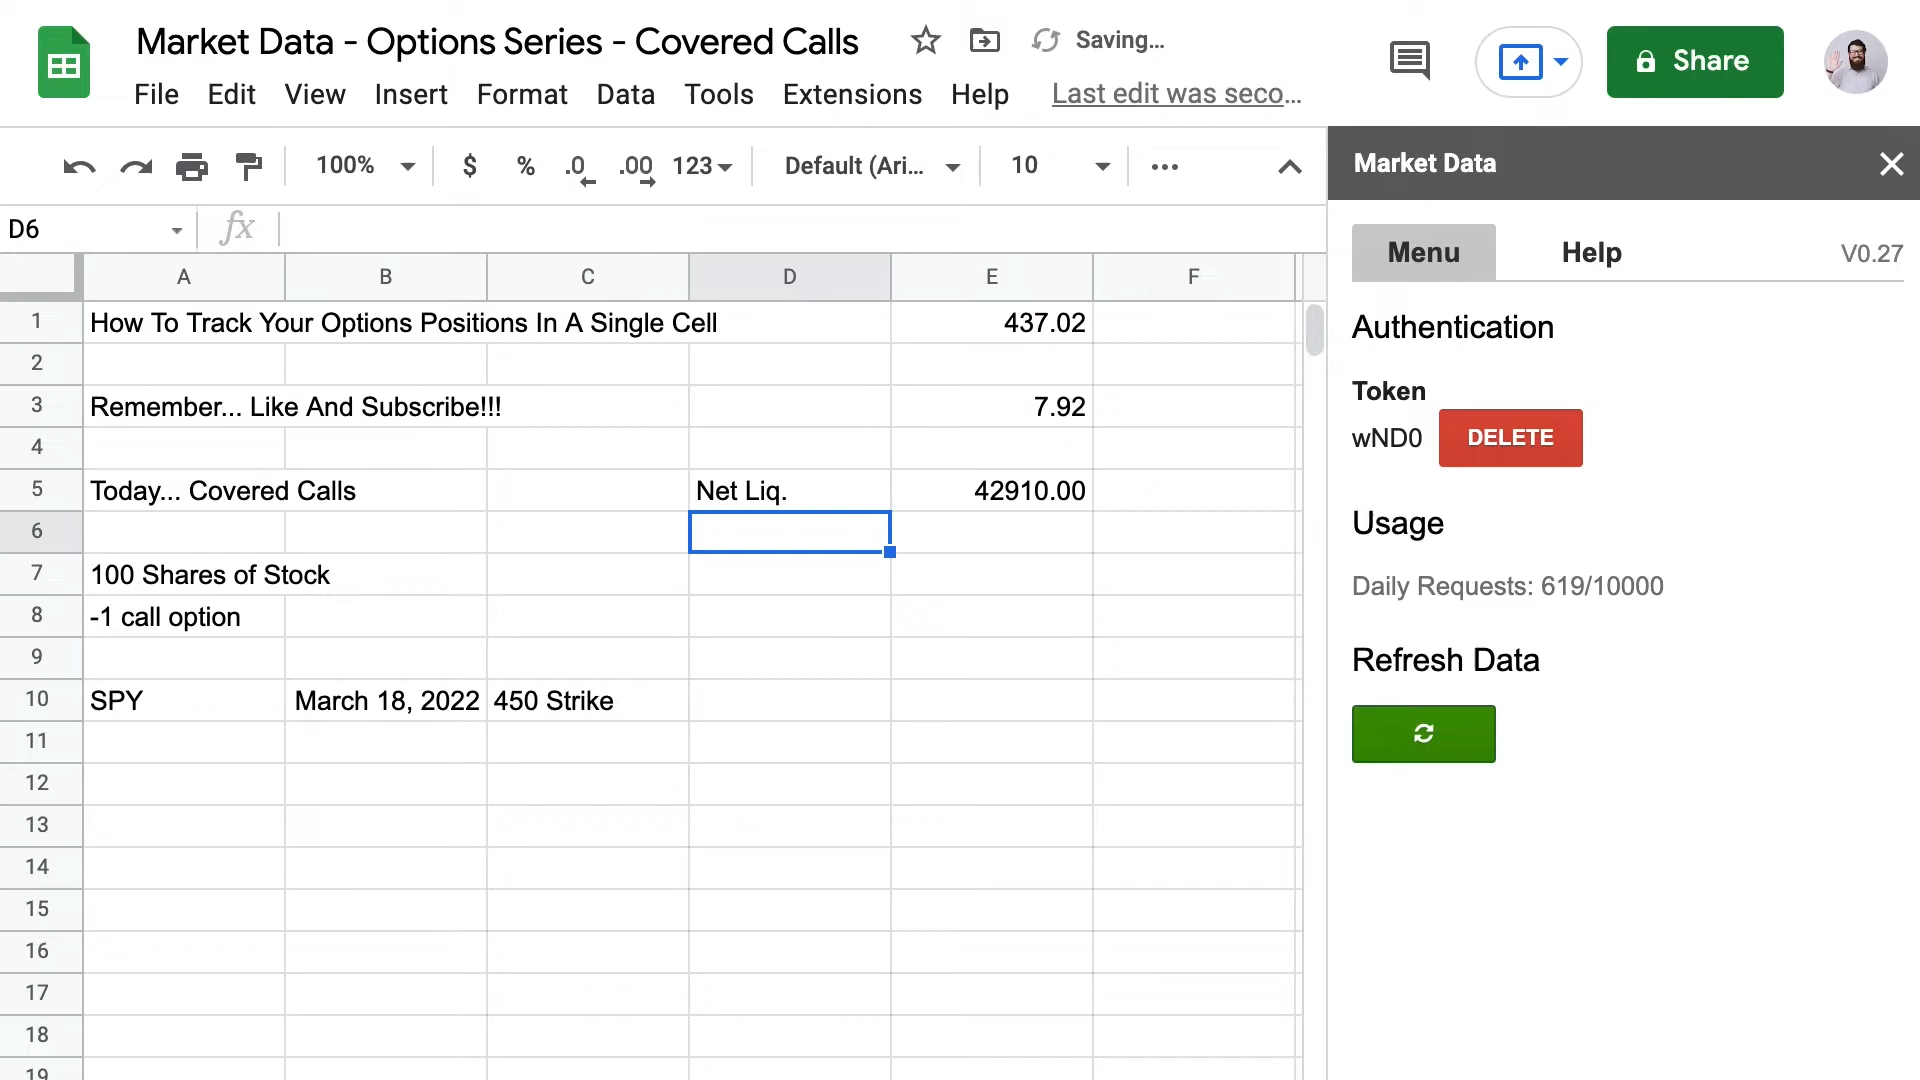 Market Data - Options Series - Covered Calls
Saving...
File Edit View Insert Format Data Tools Extensions Help Last edit was seco...
Share
100% $ % .0 .00 123 Default (Ari... 10
Market Data
D6 fx
Menu Help V0.27
A B C D E F
1 How To Track Your Options Positions In A Single Cell 437.02
2
3 Remember... Like And Subscribe!!! 7.92
4
5 Today... Covered Calls Net Liq. 42910.00
6
7 100 Shares of Stock
8 -1 call option
9
10 SPY March 18, 2022 450 Strike
11
12
13
14
15
16
17
18
19
Authentication
Token
wND0 DELETE
Usage
Daily Requests: 619/10000
Refresh Data